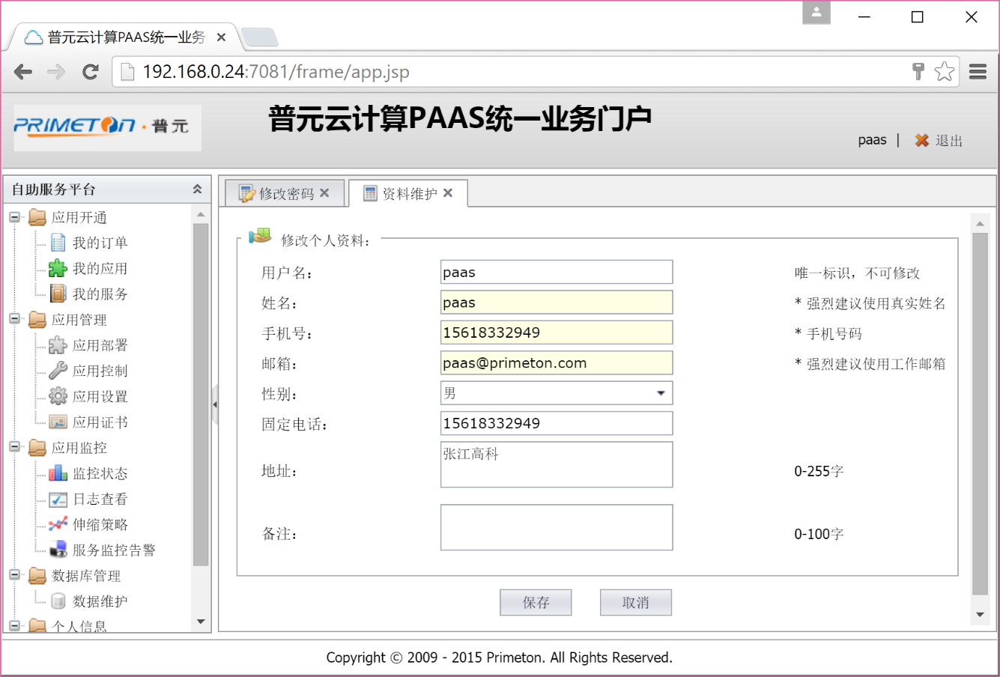 普元云计算PAAS统一业务
192.168.0.24:7081/frame/app.jsp
PRIMETON·普元
普元云计算PAAS统一业务门户
paas | 退出
自助服务平台
应用开通
我的订单
我的应用
我的服务
应用管理
应用部署
应用控制
应用设置
应用证书
应用监控
监控状态
日志查看
伸缩策略
服务监控告警
数据库管理
数据维护
个人信息
修改密码 资料维护
修改个人资料：
用户名： paas 唯一标识，不可修改
姓名： paas * 强烈建议使用真实姓名
手机号： 15618332949 * 手机号码
邮箱： paas@primeton.com * 强烈建议使用工作邮箱
性别： 男
固定电话： 15618332949
地址： 张江高科 0-255字
备注： 0-100字
保存 取消
Copyright © 2009 - 2015 Primeton. All Rights Reserved.